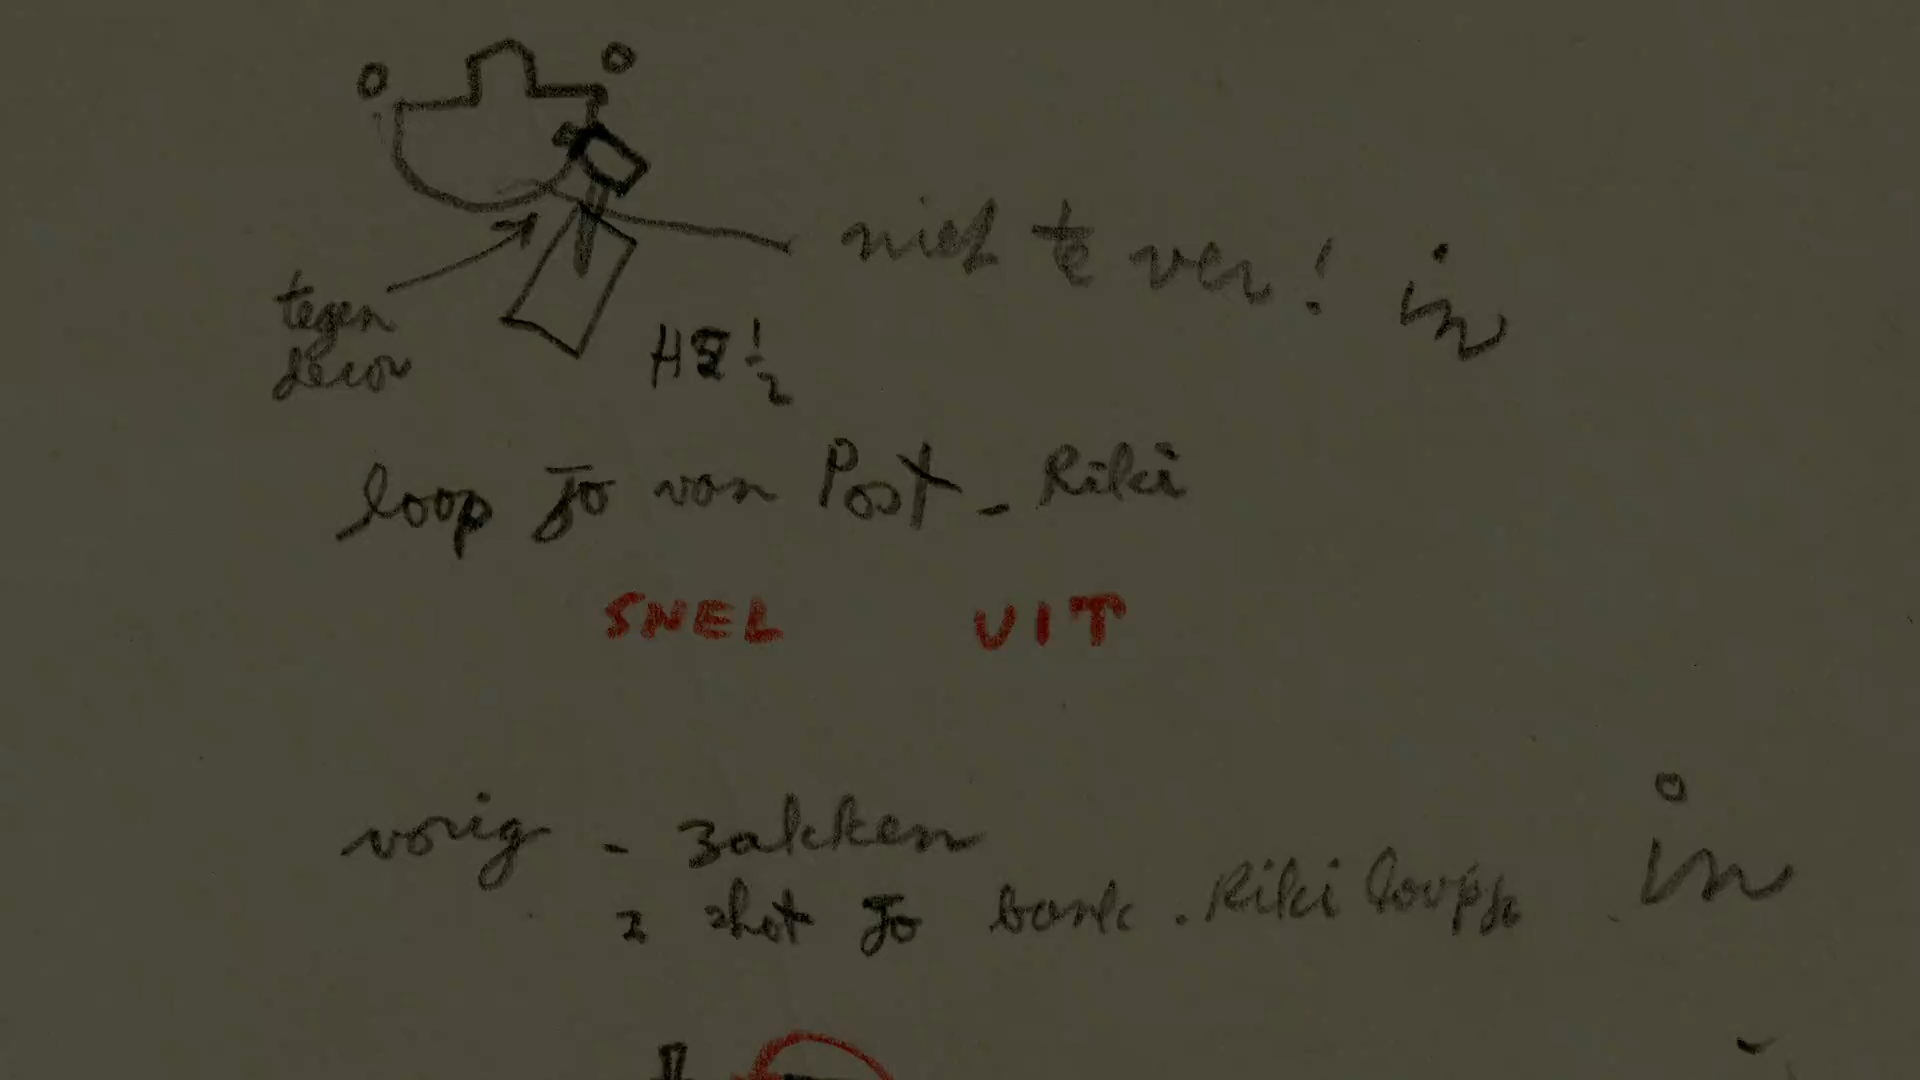 niet te ver! in
tegen
decor
H 1/2
loop Jo van Post - Riki
SNEL UIT
vorig - zakken
2 shot Jo bank. Riki loopt in